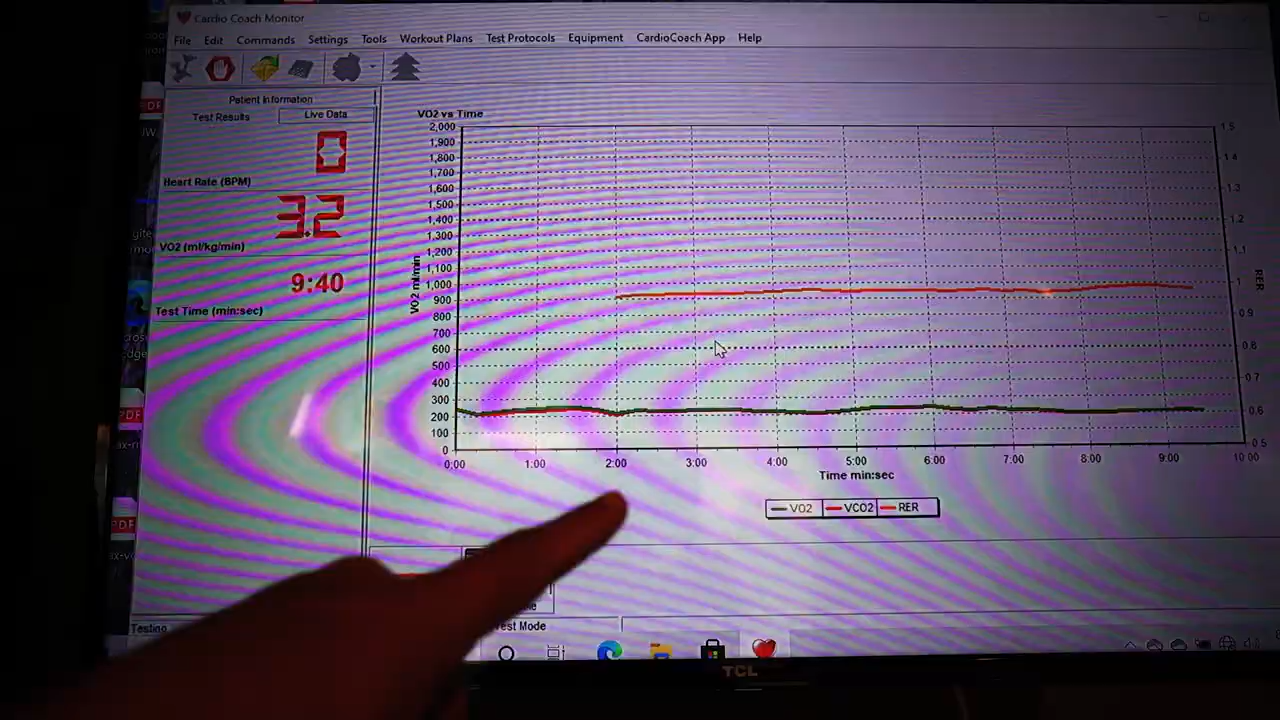 Cardio Coach Monitor
File Edit Commands Settings Tools Workout Plans Test Protocols Equipment CardioCoach App Help
Patient Information
Test Results Live Data
0
Heart Rate (BPM)
3.2
VO2 (ml/kg/min)
9:40
Test Time (min:sec)
VO2 vs Time
2,000
1,900
1,800
1,700
1,600
1,500
1,400
1,300
1,200
1,100
1,000
900
800
700
600
500
400
300
200
100
0
VO2 ml/min
1.5
1.4
1.3
1.2
1.1
1
0.9
0.8
0.7
0.6
0.5
RER
0:00 1:00 2:00 3:00 4:00 5:00 6:00 7:00 8:00 9:00 10:00
Time min:sec
VO2 VCO2 RER
Testing
Test Mode
PDF
PDF
PDF
TCL